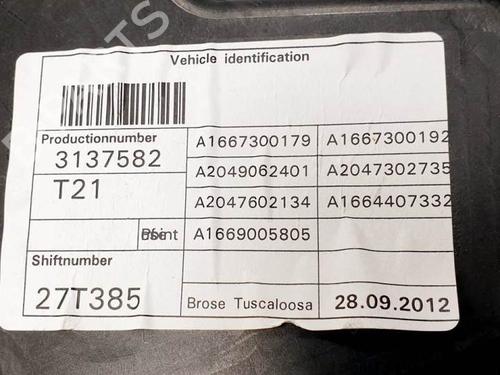 Vehicle identification
Productionnumber
3137582
T21
A1667300179 A1667300192
A2049062401 A2047302735
A2047602134 A1664407332
A1669005805
Shiftnumber
27T385
Brose Tuscaloosa 28.09.2012